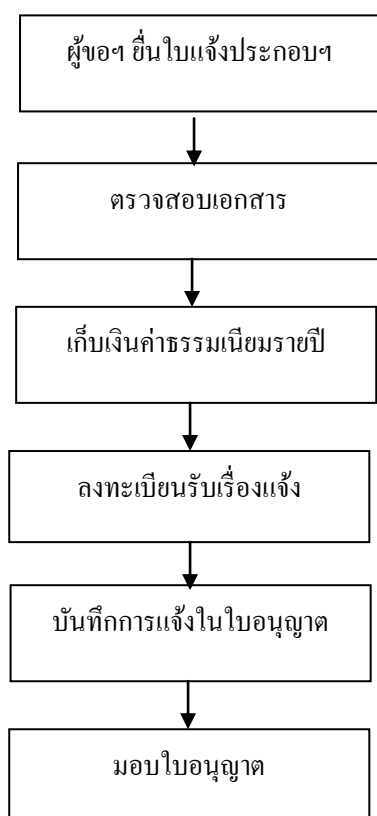 ผู้ขอฯ ยื่นใบแจ้งประกอบฯ
ตรวจสอบเอกสาร
เก็บเงินค่าธรรมเนียมรายปี
ลงทะเบียนรับเรื่องแจ้ง
บันทึกการแจ้งในใบอนุญาต
มอบใบอนุญาต